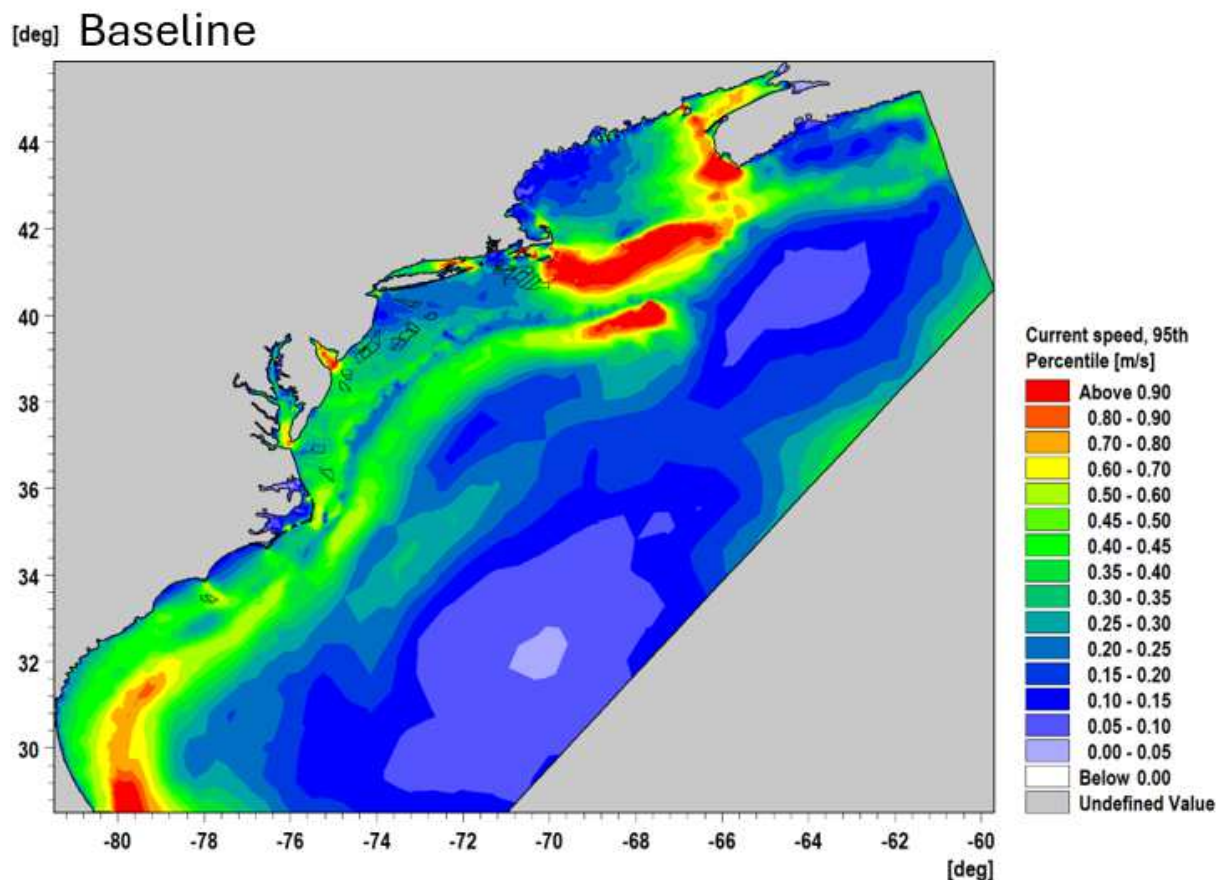 [deg] Baseline
44
42
40
38
36
34
32
30
-80 -78 -76 -74 -72 -70 -68 -66 -64 -62 -60
[deg]
Current speed, 95th
Percentile [m/s]
Above 0.90
0.80 - 0.90
0.70 - 0.80
0.60 - 0.70
0.50 - 0.60
0.45 - 0.50
0.40 - 0.45
0.35 - 0.40
0.30 - 0.35
0.25 - 0.30
0.20 - 0.25
0.15 - 0.20
0.10 - 0.15
0.05 - 0.10
0.00 - 0.05
Below 0.00
Undefined Value